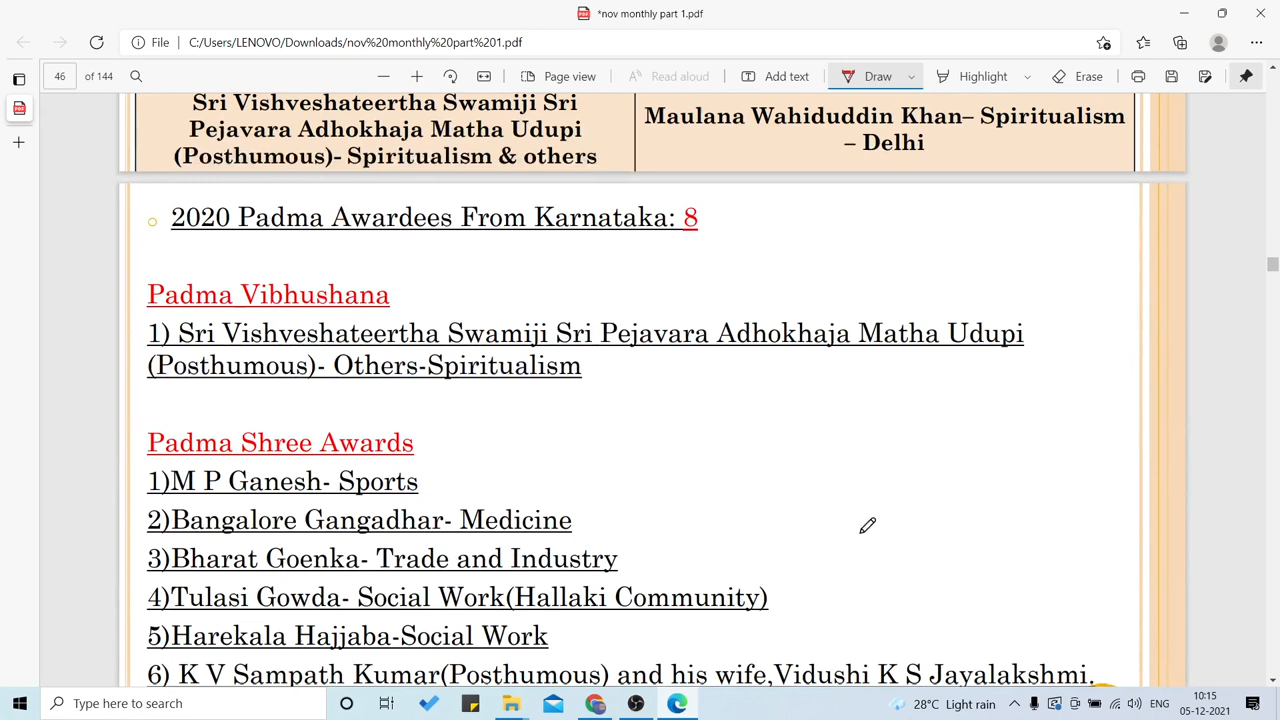 *nov monthly part 1.pdf
File | C:/Users/LENOVO/Downloads/nov%20monthly%20part%201.pdf
46 of 144
Page view
Read aloud
Add text
Draw
Highlight
Erase
Sri Vishveshateertha Swamiji Sri
Pejavara Adhokhaja Matha Udupi
(Posthumous)- Spiritualism & others
Maulana Wahiduddin Khan– Spiritualism
– Delhi
2020 Padma Awardees From Karnataka: 8
Padma Vibhushana
1) Sri Vishveshateertha Swamiji Sri Pejavara Adhokhaja Matha Udupi
(Posthumous)- Others-Spiritualism
Padma Shree Awards
1)M P Ganesh- Sports
2)Bangalore Gangadhar- Medicine
3)Bharat Goenka- Trade and Industry
4)Tulasi Gowda- Social Work(Hallaki Community)
5)Harekala Hajjaba-Social Work
6) K V Sampath Kumar(Posthumous) and his wife,Vidushi K S Jayalakshmi.
Type here to search
28°C Light rain
ENG
10:15
05-12-2021